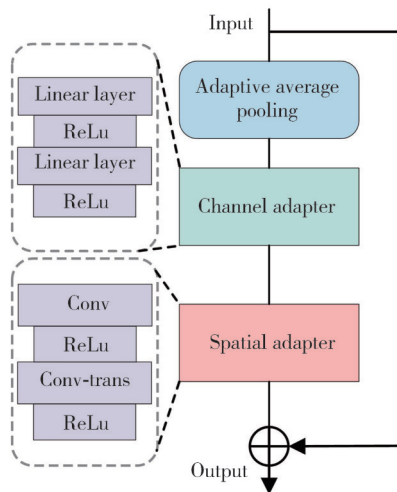 Input
Adaptive average
pooling
Linear layer
ReLu
Linear layer
ReLu
Channel adapter
Conv
ReLu
Conv-trans
ReLu
Spatial adapter
Output